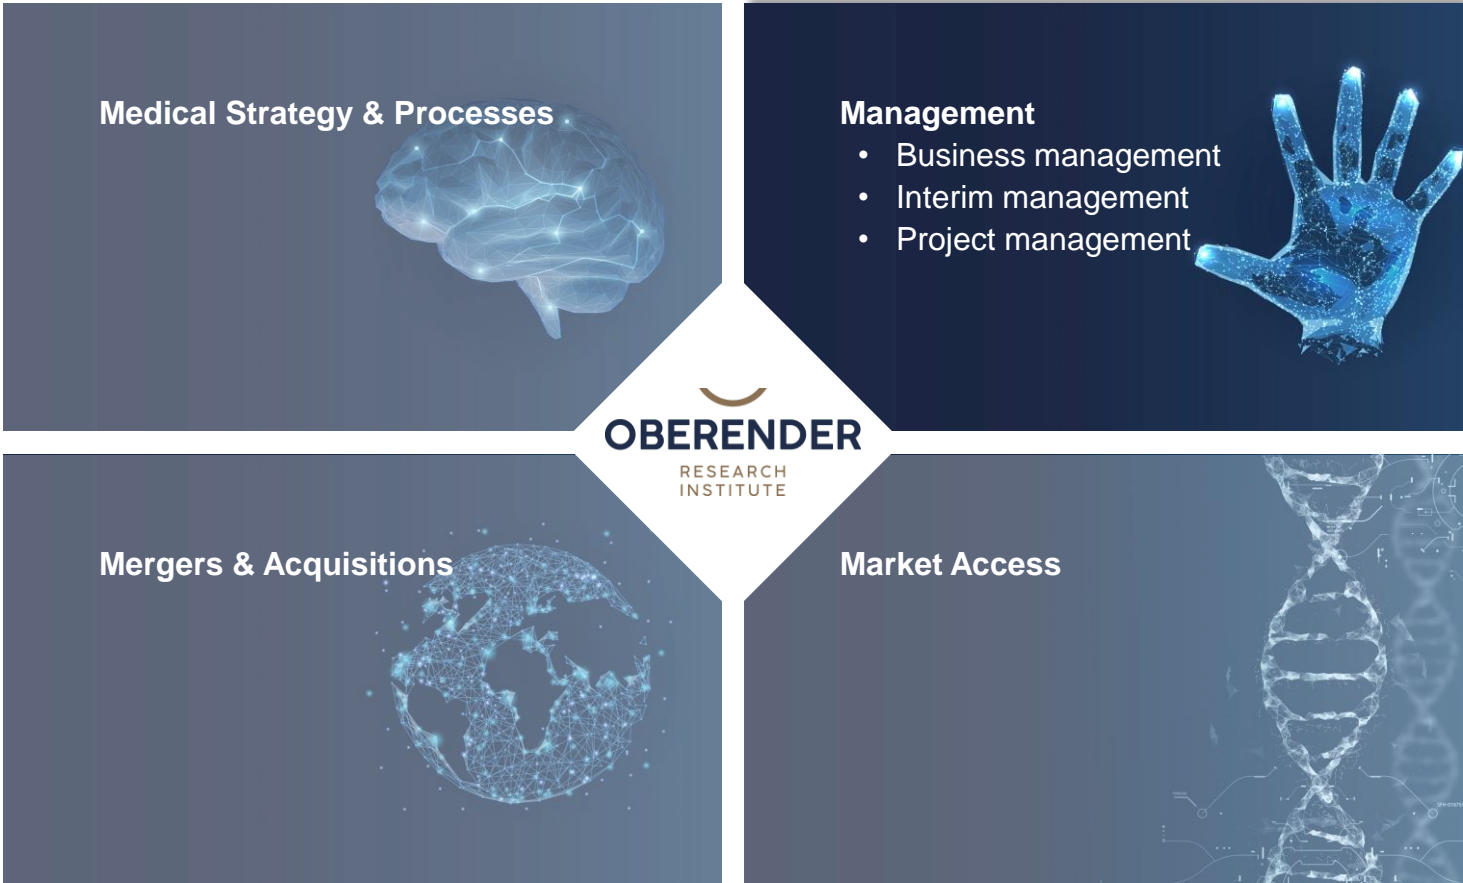 Medical Strategy & Processes
Management
• Business management
• Interim management
• Project management
OBERENDER
RESEARCH
INSTITUTE
Mergers & Acquisitions
Market Access